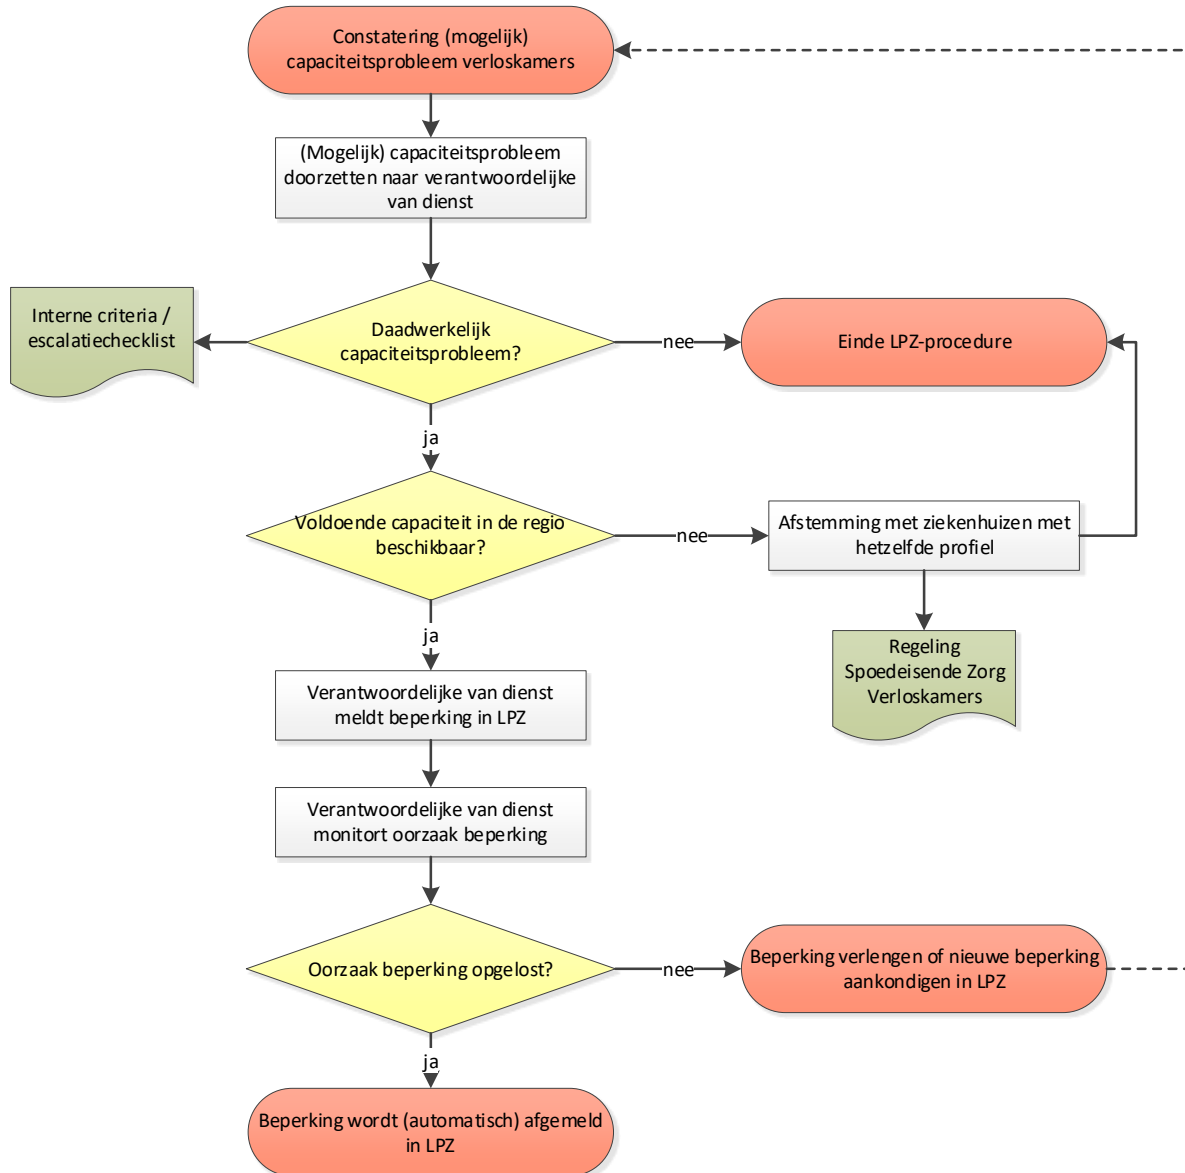 Constatering (mogelijk)
capaciteitsprobleem verloskamers
(Mogelijk) capaciteitsprobleem
doorzetten naar verantwoordelijke
van dienst
Interne criteria /
escalatiechecklist
Daadwerkelijk
capaciteitsprobleem?
nee
Einde LPZ-procedure
ja
Voldoende capaciteit in de regio
beschikbaar?
nee
Afstemming met ziekenhuizen met
hetzelfde profiel
ja
Regeling
Spoedeisende Zorg
Verloskamers
Verantwoordelijke van dienst
meldt beperking in LPZ
Verantwoordelijke van dienst
monitort oorzaak beperking
Oorzaak beperking opgelost?
nee
Beperking verlengen of nieuwe beperking
aankondigen in LPZ
ja
Beperking wordt (automatisch) afgemeld
in LPZ